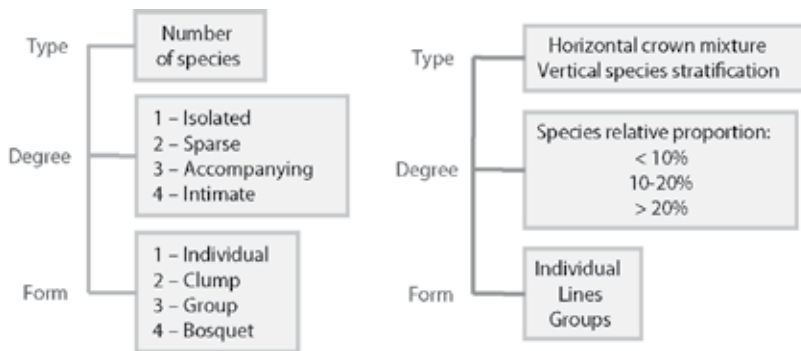 Type
Number
of species
Degree
1 – Isolated
2 – Sparse
3 – Accompanying
4 – Intimate
Form
1 – Individual
2 – Clump
3 – Group
4 – Bosquet
Type
Horizontal crown mixture
Vertical species stratification
Degree
Species relative proportion:
< 10%
10-20%
> 20%
Form
Individual
Lines
Groups